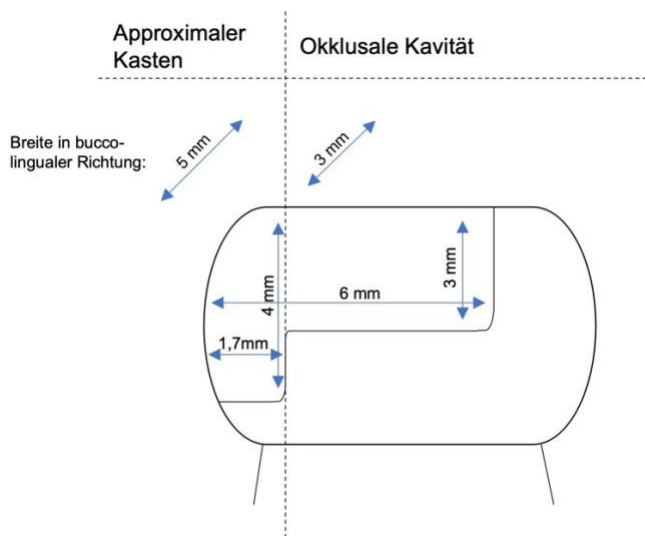 Approximaler
Kasten
Okklusale Kavität
Breite in bucco-
lingualer Richtung:
5 mm
3 mm
4 mm
6 mm
3 mm
1,7mm